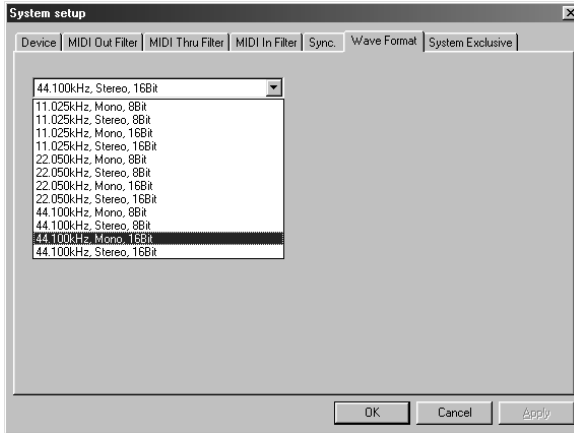 System setup
Device MIDI Out Filter MIDI Thru Filter MIDI In Filter Sync. Wave Format System Exclusive
44.100kHz, Stereo, 16Bit
11.025kHz, Mono, 8Bit
11.025kHz, Stereo, 8Bit
11.025kHz, Mono, 16Bit
11.025kHz, Stereo, 16Bit
22.050kHz, Mono, 8Bit
22.050kHz, Stereo, 8Bit
22.050kHz, Mono, 16Bit
22.050kHz, Stereo, 16Bit
44.100kHz, Mono, 8Bit
44.100kHz, Stereo, 8Bit
44.100kHz, Mono, 16Bit
44.100kHz, Stereo, 16Bit
OK Cancel Apply